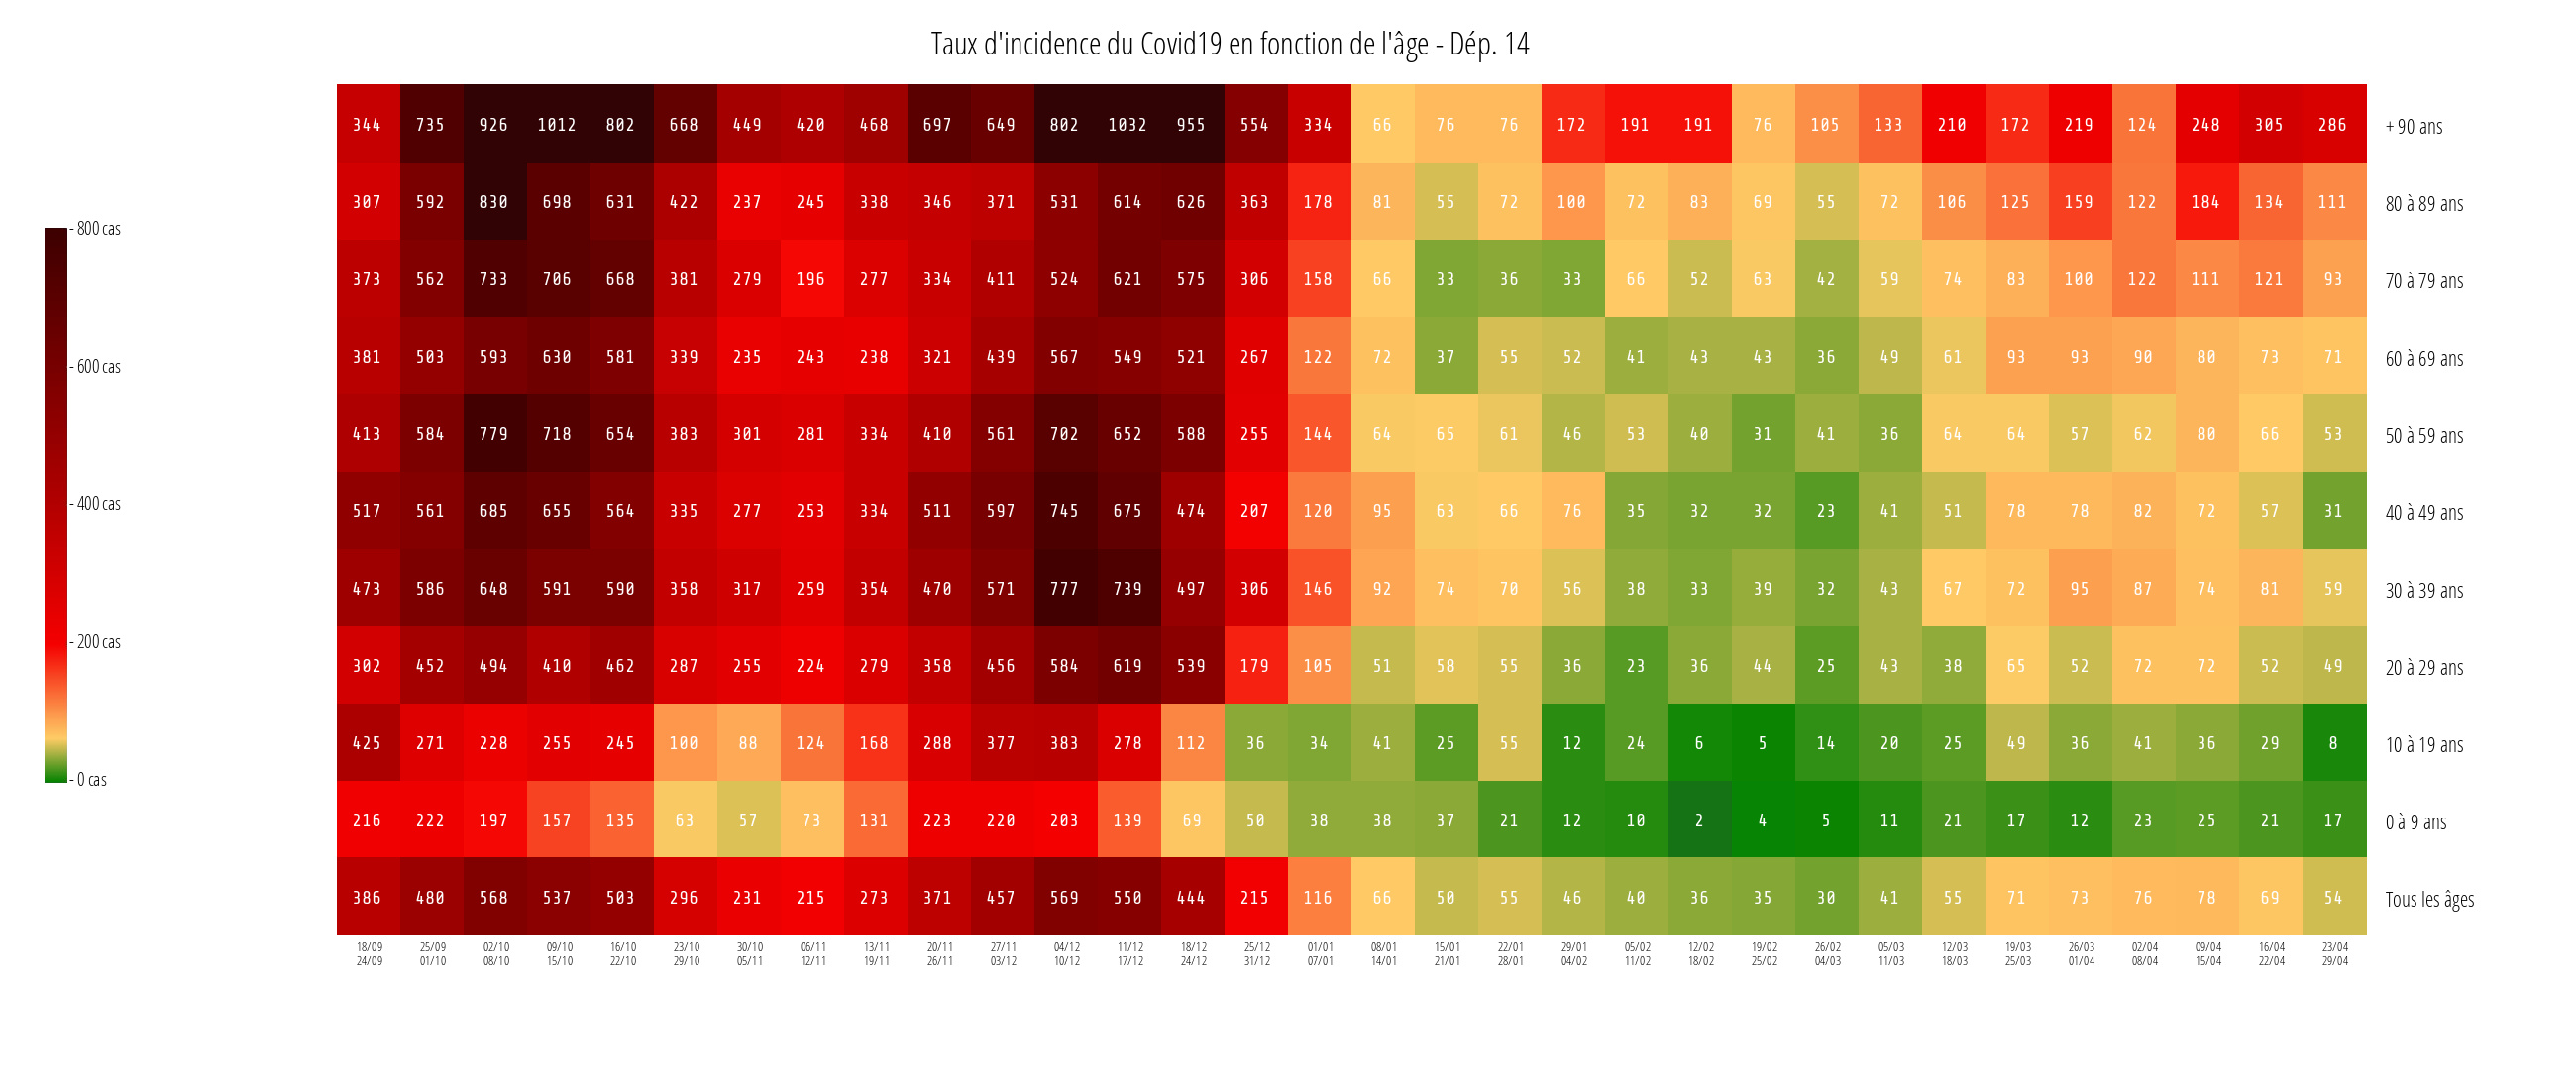 Taux d'incidence du Covid19 en fonction de l'âge - Dép. 14
- 800 cas
- 600 cas
- 400 cas
- 200 cas
- 0 cas
344 735 926 1012 802 668 449 420 468 697 649 802 1032 955 554 334 66 76 76 172 191 191 76 105 133 210 172 219 124 248 305 286 + 90 ans
307 592 830 698 631 422 237 245 338 346 371 531 614 626 363 178 81 55 72 100 72 83 69 55 72 106 125 159 122 184 134 111 80 à 89 ans
373 562 733 706 668 381 279 196 277 334 411 524 621 575 306 158 66 33 36 33 66 52 63 42 59 74 83 100 122 111 121 93 70 à 79 ans
381 503 593 630 581 339 235 243 238 321 439 567 549 521 267 122 72 37 55 52 41 43 43 36 49 61 93 93 90 80 73 71 60 à 69 ans
413 584 779 718 654 383 301 281 334 410 561 702 652 588 255 144 64 65 61 46 53 40 31 41 36 64 64 57 62 80 66 53 50 à 59 ans
517 561 685 655 564 335 277 253 334 511 597 745 675 474 207 120 95 63 66 76 35 32 32 23 41 51 78 78 82 72 57 31 40 à 49 ans
473 586 648 591 590 358 317 259 354 470 571 777 739 497 306 146 92 74 70 56 38 33 39 32 43 67 72 95 87 74 81 59 30 à 39 ans
302 452 494 410 462 287 255 224 279 358 456 584 619 539 179 105 51 58 55 36 23 36 44 25 43 38 65 52 72 72 52 49 20 à 29 ans
425 271 228 255 245 100 88 124 168 288 377 383 278 112 36 34 41 25 55 12 24 6 5 14 20 25 49 36 41 36 29 8 10 à 19 ans
216 222 197 157 135 63 57 73 131 223 220 203 139 69 50 38 38 37 21 12 10 2 4 5 11 21 17 12 23 25 21 17 0 à 9 ans
386 480 568 537 503 296 231 215 273 371 457 569 550 444 215 116 66 50 55 46 40 36 35 30 41 55 71 73 76 78 69 54 Tous les âges
18/09 25/09 02/10 09/10 16/10 23/10 30/10 06/11 13/11 20/11 27/11 04/12 11/12 18/12 25/12 01/01 08/01 15/01 22/01 29/01 05/02 12/02 19/02 26/02 05/03 12/03 19/03 26/03 02/04 09/04 16/04 23/04
24/09 01/10 08/10 15/10 22/10 29/10 05/11 12/11 19/11 26/11 03/12 10/12 17/12 24/12 31/12 07/01 14/01 21/01 28/01 04/02 11/02 18/02 25/02 04/03 11/03 18/03 25/03 01/04 08/04 15/04 22/04 29/04